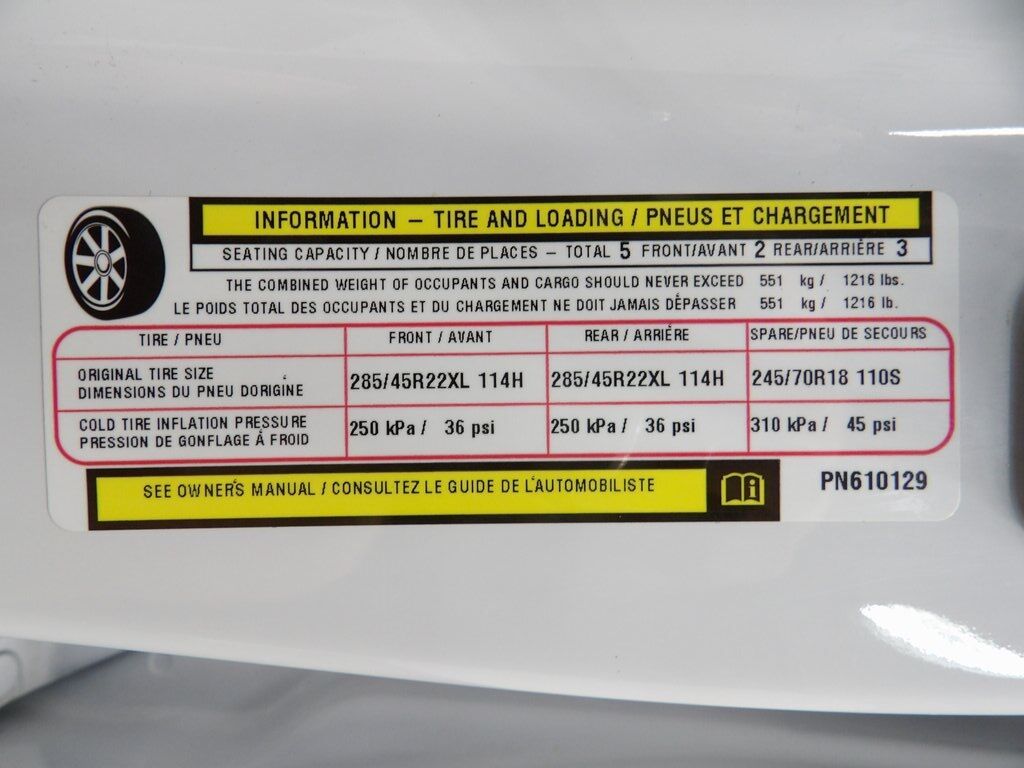 INFORMATION – TIRE AND LOADING / PNEUS ET CHARGEMENT
SEATING CAPACITY / NOMBRE DE PLACES – TOTAL 5 FRONT/AVANT 2 REAR/ARRIÈRE 3
THE COMBINED WEIGHT OF OCCUPANTS AND CARGO SHOULD NEVER EXCEED 551 kg / 1216 lbs.
LE POIDS TOTAL DES OCCUPANTS ET DU CHARGEMENT NE DOIT JAMAIS DÉPASSER 551 kg / 1216 lb.
TIRE / PNEU FRONT / AVANT REAR / ARRIÈRE SPARE/PNEU DE SECOURS
ORIGINAL TIRE SIZE
DIMENSIONS DU PNEU DORIGINE
285/45R22XL 114H 285/45R22XL 114H 245/70R18 110S
COLD TIRE INFLATION PRESSURE
PRESSION DE GONFLAGE À FROID
250 kPa / 36 psi 250 kPa / 36 psi 310 kPa / 45 psi
SEE OWNER'S MANUAL / CONSULTEZ LE GUIDE DE L'AUTOMOBILISTE
PN610129